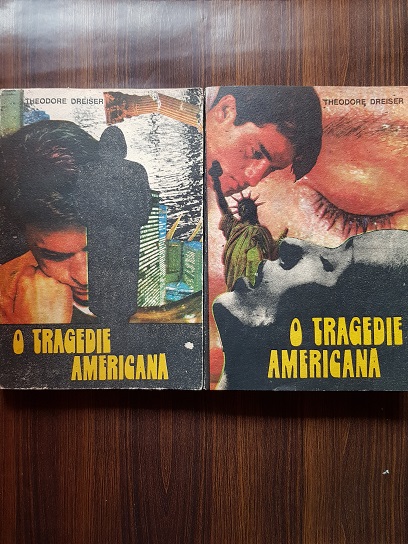 THEODORE DREISER
O TRAGEDIE
AMERICANA
THEODORE DREISER
O TRAGEDIE
AMERICANA